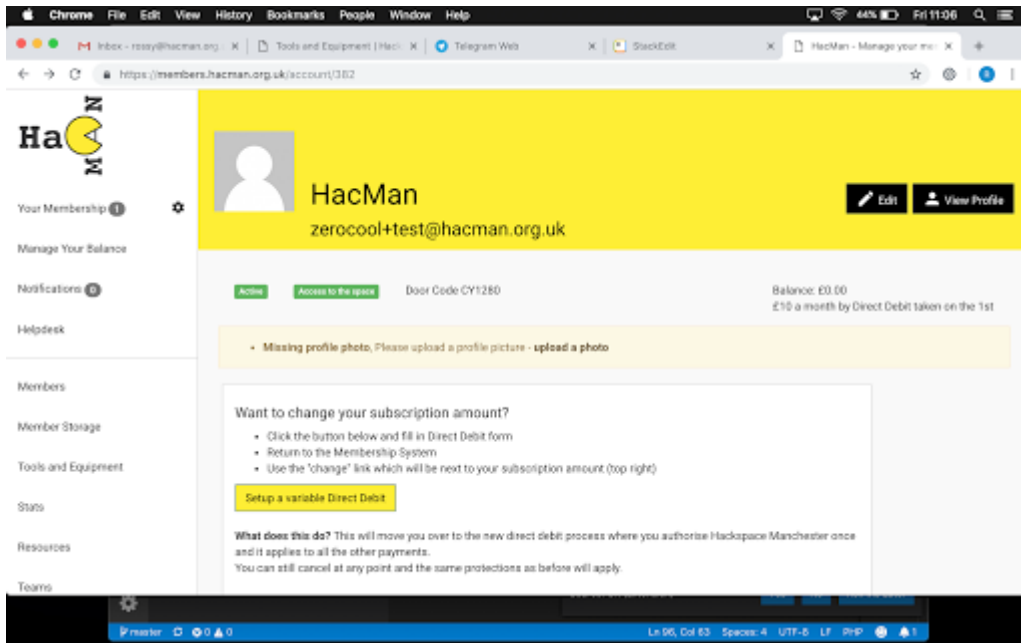 Chrome File Edit View History Bookmarks People Window Help
44% Fri 11:06
Inbox - rossy@hacman.org
Tools and Equipment | Hack
Telegram Web
StackEdit
HacMan - Manage your me
https://members.hacman.org.uk/account/382
HacMAN
HacMan
zerocool+test@hacman.org.uk
Edit
View Profile
Your Membership 1
Manage Your Balance
Notifications 0
Helpdesk
Members
Member Storage
Tools and Equipment
Stats
Resources
Teams
Active
Access to the space
Door Code CY1280
Balance: £0.00
£10 a month by Direct Debit taken on the 1st
Missing profile photo, Please upload a profile picture - upload a photo
Want to change your subscription amount?
Click the button below and fill in Direct Debit form
Return to the Membership System
Use the "change" link which will be next to your subscription amount (top right)
Setup a variable Direct Debit
What does this do? This will move you over to the new direct debit process where you authorise Hackspace Manchester once
and it applies to all the other payments.
You can still cancel at any point and the same protections as before will apply.
master 0 0
Ln 96, Col 63 Spaces: 4 UTF-8 LF PHP 1